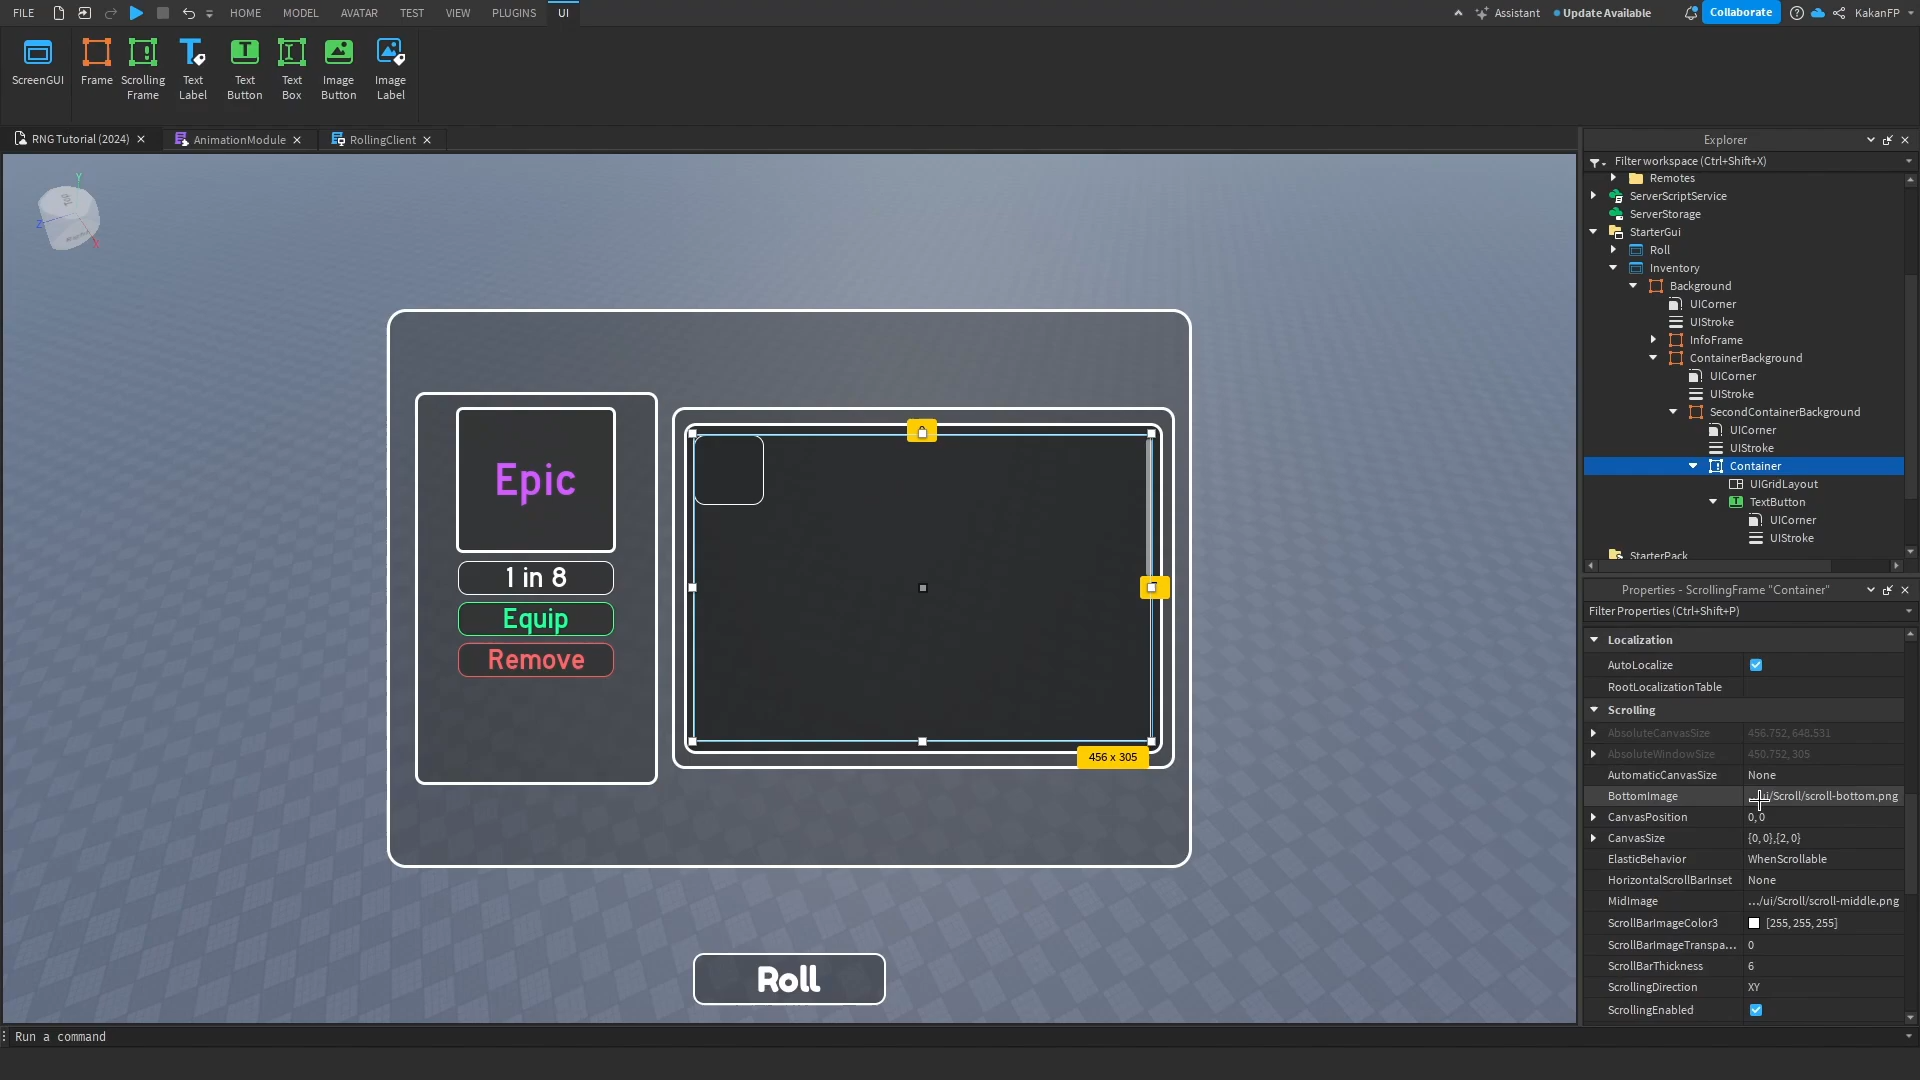 FILE
HOME
MODEL
AVATAR
TEST
VIEW
PLUGINS
UI
Assistant
Update Available
Collaborate
KakanFP
ScreenGUI
Frame
Scrolling
Frame
Text
Label
Text
Button
Text
Box
Image
Button
Image
Label
RNG Tutorial (2024)
AnimationModule
RollingClient
Y
Z
X
Epic
1 in 8
Equip
Remove
456 x 305
Roll
Explorer
Filter workspace (Ctrl+Shift+X)
Remotes
ServerScriptService
ServerStorage
StarterGui
Roll
Inventory
Background
UICorner
UIStroke
InfoFrame
ContainerBackground
UICorner
UIStroke
SecondContainerBackground
UICorner
UIStroke
Container
UIGridLayout
TextButton
UICorner
UIStroke
StarterPack
Properties - ScrollingFrame "Container"
Filter Properties (Ctrl+Shift+P)
Localization
AutoLocalize
RootLocalizationTable
Scrolling
AbsoluteCanvasSize 456.752, 648.531
AbsoluteWindowSize 450.752, 305
AutomaticCanvasSize None
BottomImage ui/Scroll/scroll-bottom.png
CanvasPosition 0, 0
CanvasSize {0, 0},{2, 0}
ElasticBehavior WhenScrollable
HorizontalScrollBarInset None
MidImage .../ui/Scroll/scroll-middle.png
ScrollBarImageColor3 [255, 255, 255]
ScrollBarImageTranspa... 0
ScrollBarThickness 6
ScrollingDirection XY
ScrollingEnabled
Run a command